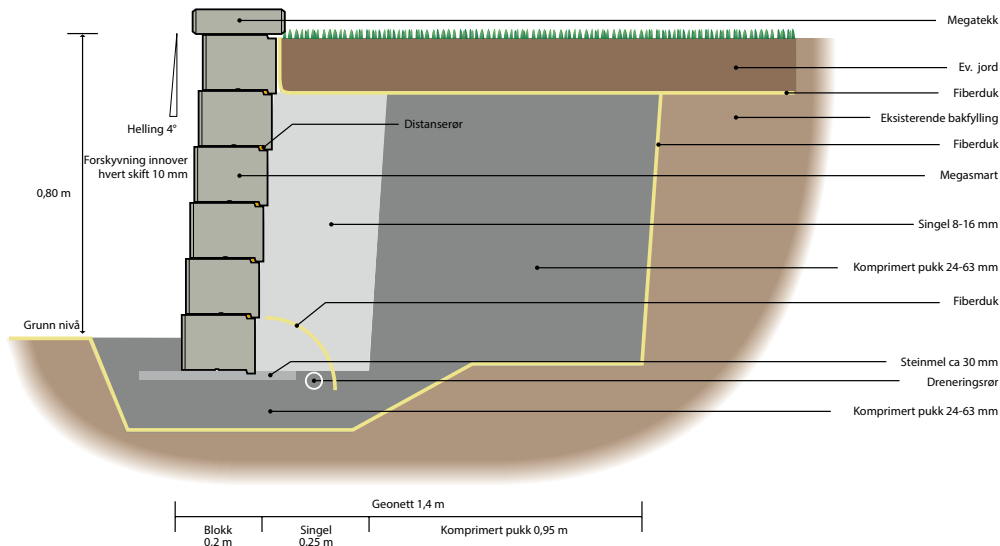 Megatekk
Ev. jord
Fiberduk
Helling 4°
Distanserør
Eksisterende bakfylling
Forskyvning innover
hvert skift 10 mm
Fiberduk
Megasmart
0,80 m
Singel 8-16 mm
Komprimert pukk 24-63 mm
Fiberduk
Grunn nivå
Steinmel ca 30 mm
Dreneringsrør
Komprimert pukk 24-63 mm
Geonett 1,4 m
Blokk
0,2 m
Singel
0,25 m
Komprimert pukk 0,95 m